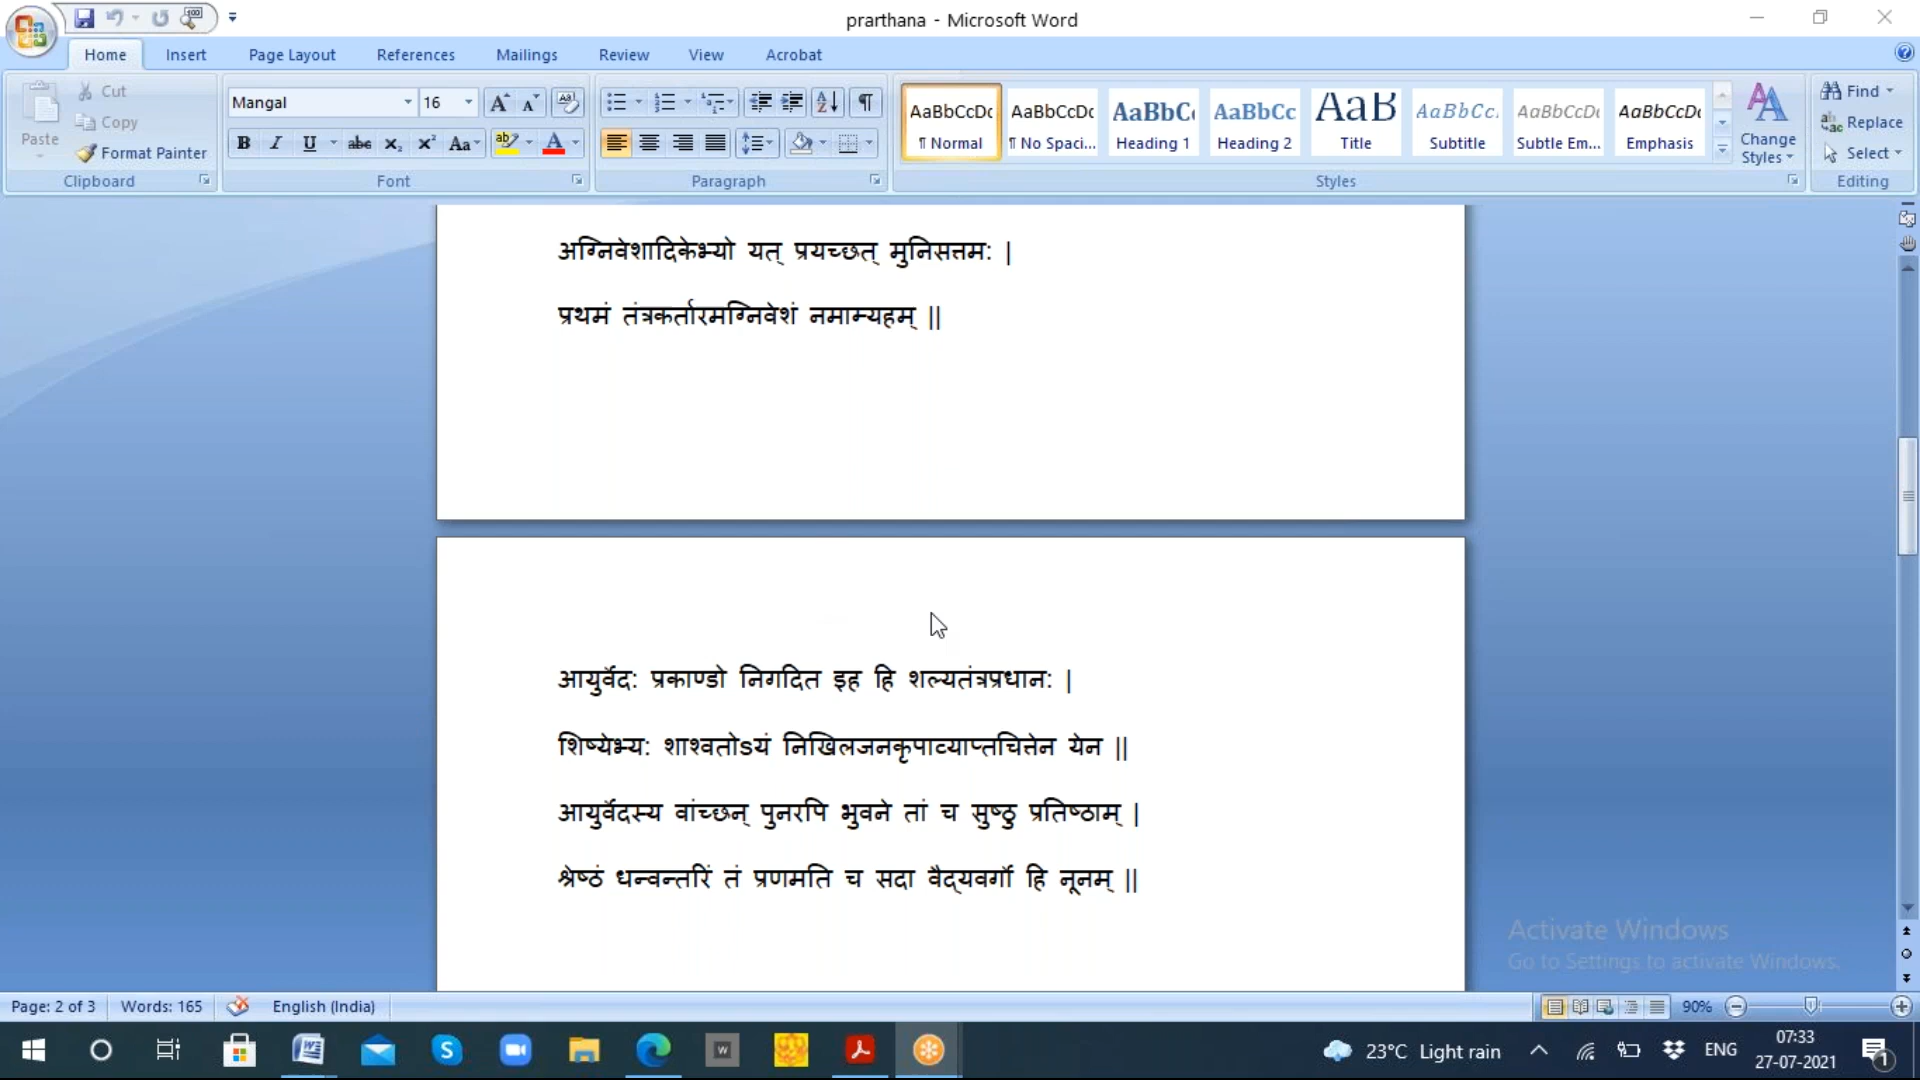 prarthana - Microsoft Word
Home Insert Page Layout References Mailings Review View Acrobat
Paste Cut Copy Format Painter Clipboard
Mangal 16 Font
Paragraph
AaBbCcDc AaBbCcDc AaBbC AaBbCc AaB AaBbCc. AaBbCcDc AaBbCcDc
¶ Normal ¶ No Spaci... Heading 1 Heading 2 Title Subtitle Subtle Em... Emphasis
Change Styles
Styles
Find Replace Select Editing
अग्निवेशादिकेभ्यो यत् प्रयच्छत् मुनिसत्तम: |
प्रथमं तंत्रकर्तारमग्निवेशं नमाम्यहम् ||
आयुर्वेद: प्रकाण्डो निगदित इह हि शल्यतंत्रप्रधान: |
शिष्येभ्य: शाश्वतोsयं निखिलजनकृपाव्याप्तचित्तेन येन ||
आयुर्वेदस्य वांच्छन् पुनरपि भुवने तां च सुष्ठु प्रतिष्ठाम् |
श्रेष्ठं धन्वन्तरिं तं प्रणमति च सदा वैद्यवर्गो हि नूनम् ||
Activate Windows
Go to Settings to activate Windows.
Page: 2 of 3 Words: 165 English (India) 90%
23°C Light rain ENG 07:33
27-07-2021